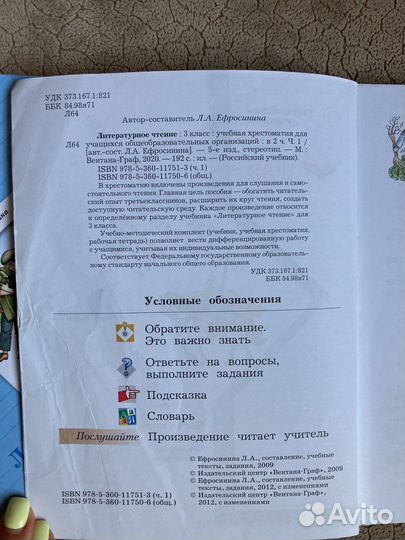 УДК 373.167.1:821
ББК 84.98я71
Л64
Автор-составитель Л.А. Ефросинина
Литературное чтение : 3 класс : учебная хрестоматия для
Л64 учащихся общеобразовательных организаций : в 2 ч. Ч. 1 /
[авт.-сост. Л.А. Ефросинина]. — 5-е изд., стереотип. — М. :
Вентана-Граф, 2020. — 192 с. : ил. — (Российский учебник).
ISBN 978-5-360-11751-3 (ч. 1)
ISBN 978-5-360-11750-6 (общ.)
В хрестоматию включены произведения для слушания и самостоятельного чтения. Главная цель пособия — обогатить читательский опыт третьеклассников, расширить их круг чтения, создать
доступную читательскую среду. Каждое произведение относится
к определённому разделу учебника «Литературное чтение» для
3 класса.
Учебно-методический комплект (учебник, учебная хрестоматия,
рабочая тетрадь) позволяет вести дифференцированную работу
с учащимися, учитывая их индивидуальные возможности.
Соответствует Федеральному государственному образовательному стандарту начального общего образования.
УДК 373.167.1:821
ББК 84.98я71
Условные обозначения
Обратите внимание.
Это важно знать
Ответьте на вопросы,
выполните задания
Подсказка
Словарь
Послушайте Произведение читает учитель
© Ефросинина Л.А., составление, учебные
тексты, задания, 2009
© Издательский центр «Вентана-Граф», 2009
© Ефросинина Л.А., составление, учебные
тексты, задания, 2012, с изменениями
© Издательский центр «Вентана-Граф»,
2012, с изменениями
ISBN 978-5-360-11751-3 (ч. 1)
ISBN 978-5-360-11750-6 (общ.)
Avito